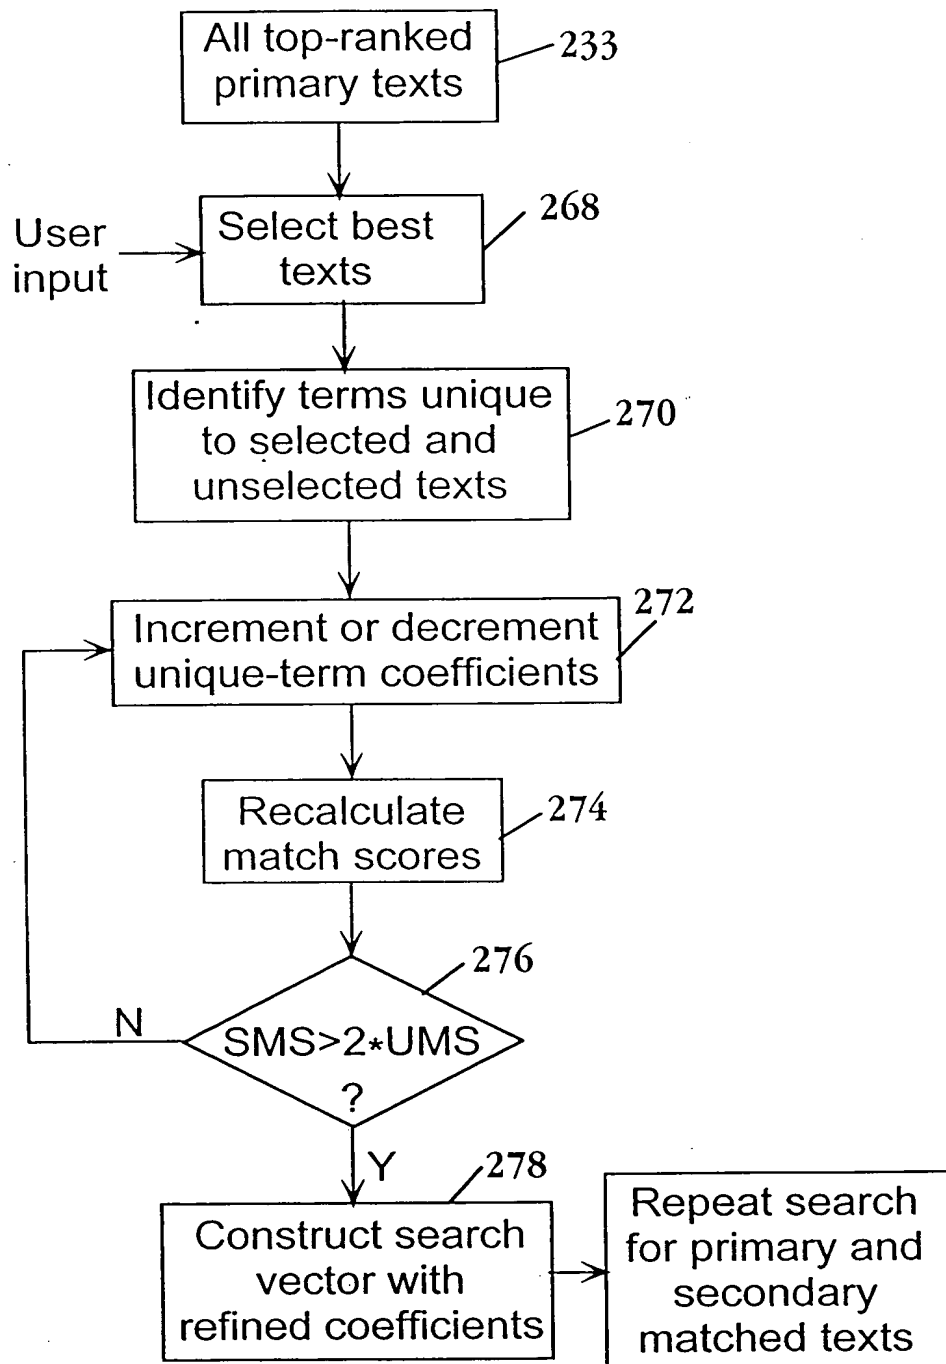 All top-ranked
primary texts
233
Select best
texts
268
User
input
Identify terms unique
to selected and
unselected texts
270
Increment or decrement
unique-term coefficients
272
Recalculate
match scores
274
SMS>2*UMS
?
276
N
Y
Construct search
vector with
refined coefficients
278
Repeat search
for primary and
secondary
matched texts